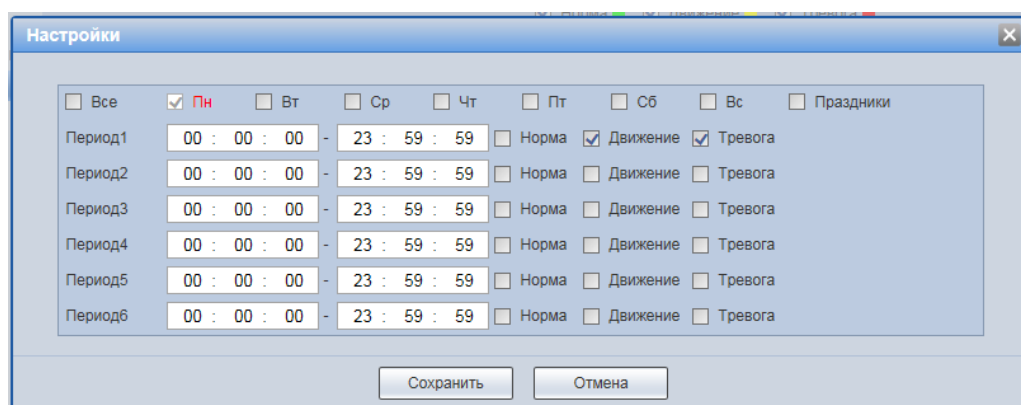 Норма Движение Тревога
Настройки
Все Пн Вт Ср Чт Пт Сб Вс Праздники
Период1 00 : 00 : 00 - 23 : 59 : 59 Норма Движение Тревога
Период2 00 : 00 : 00 - 23 : 59 : 59 Норма Движение Тревога
Период3 00 : 00 : 00 - 23 : 59 : 59 Норма Движение Тревога
Период4 00 : 00 : 00 - 23 : 59 : 59 Норма Движение Тревога
Период5 00 : 00 : 00 - 23 : 59 : 59 Норма Движение Тревога
Период6 00 : 00 : 00 - 23 : 59 : 59 Норма Движение Тревога
Сохранить Отмена